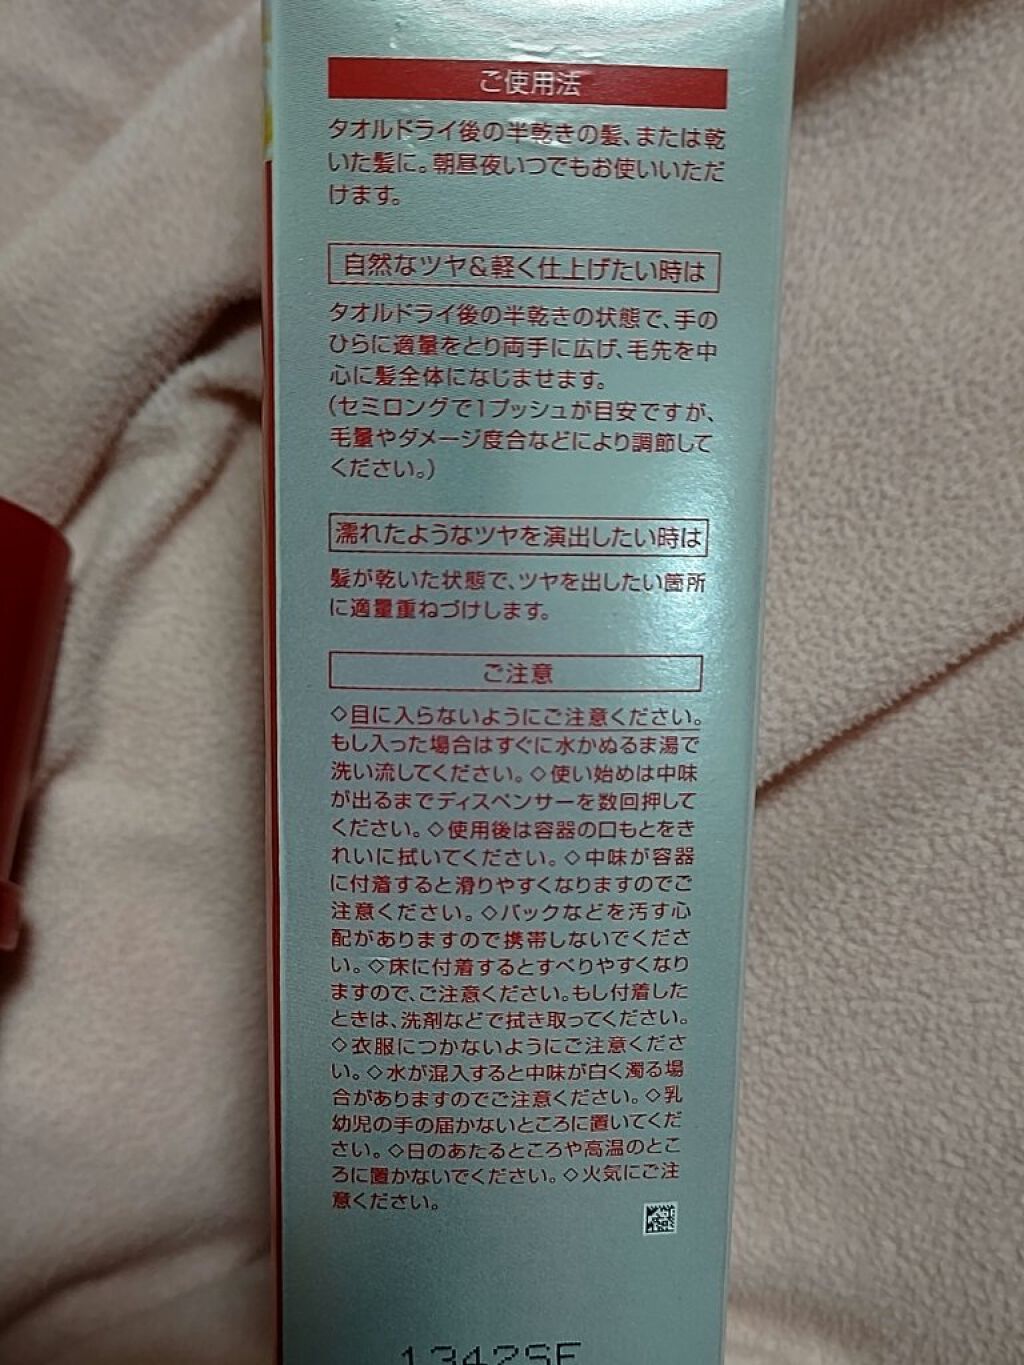 ご使用法
タオルドライ後の半乾きの髪、または乾
いた髪に。朝昼夜いつでもお使いいただ
けます。
自然なツヤ&軽く仕上げたい時は
タオルドライ後の半乾きの状態で、手の
ひらに適量をとり両手に広げ、毛先を中
心に髪全体になじませます。
(セミロングで1プッシュが目安ですが、
毛量やダメージ度合などにより調節して
ください。)
濡れたようなツヤを演出したい時は
髪が乾いた状態で、ツヤを出したい箇所
に適量重ねづけします。
ご注意
◇目に入らないようにご注意ください。
もし入った場合はすぐに水かぬるま湯で
洗い流してください。◇使い始めは中味
が出るまでディスペンサーを数回押して
ください。◇使用後は容器の口もとをき
れいに拭いてください。◇中味が容器
に付着すると滑りやすくなりますのでご
注意ください。◇バックなどを汚す心
配がありますので携帯しないでくださ
い。◇床に付着するとすべりやすくなり
ますので、ご注意ください。もし付着した
ときは、洗剤などで拭き取ってください。
◇衣服につかないようにご注意くださ
い。◇水が混入すると中味が白く濁る場
合がありますのでご注意ください。◇乳
幼児の手の届かないところに置いてくだ
さい。◇日のあたるところや高温のとこ
ろに置かないでください。◇火気にご注
意ください。
1342SF